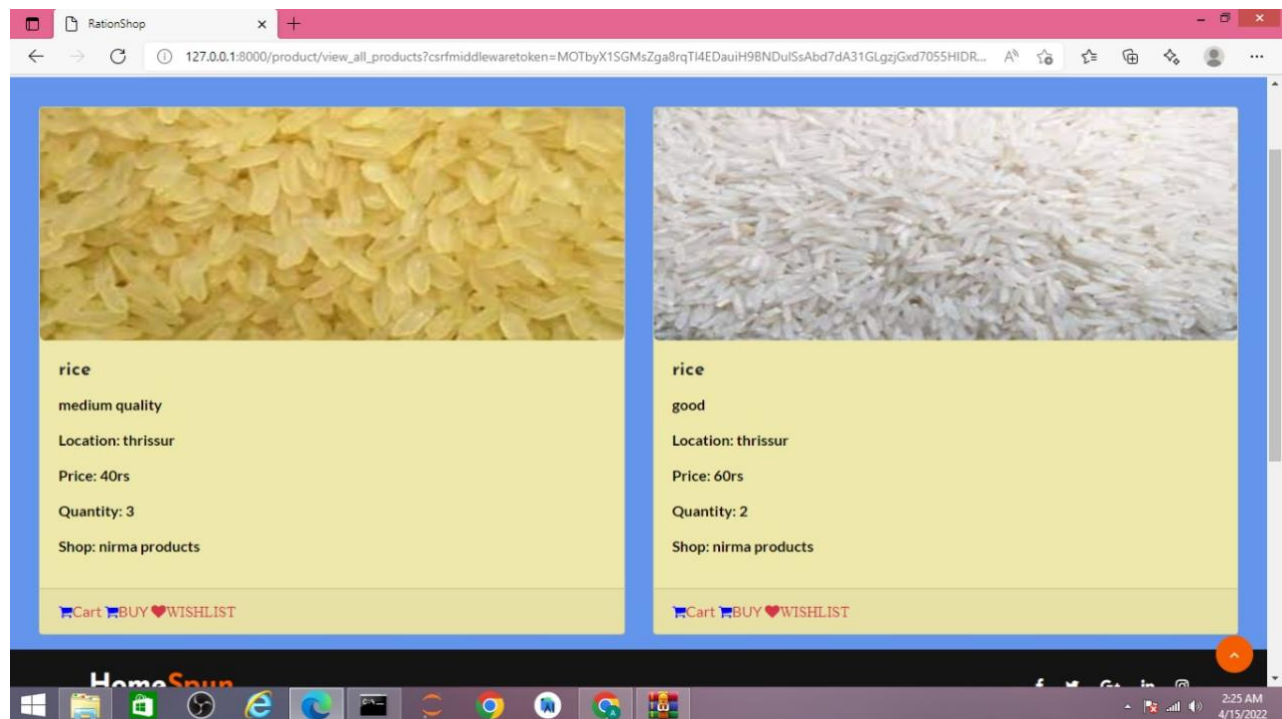 RationShop
127.0.0.1:8000/product/view_all_products?csrfmiddlewaretoken=MOTbyX1SGMsZga8rqTl4EDauiH9BNDulSsAbd7dA31GLgzjGxd7055HIDR...
rice
medium quality
Location: thrissur
Price: 40rs
Quantity: 3
Shop: nirma products
Cart BUY WISHLIST
rice
good
Location: thrissur
Price: 60rs
Quantity: 2
Shop: nirma products
Cart BUY WISHLIST
HomeSpun
2:25 AM
4/15/2022